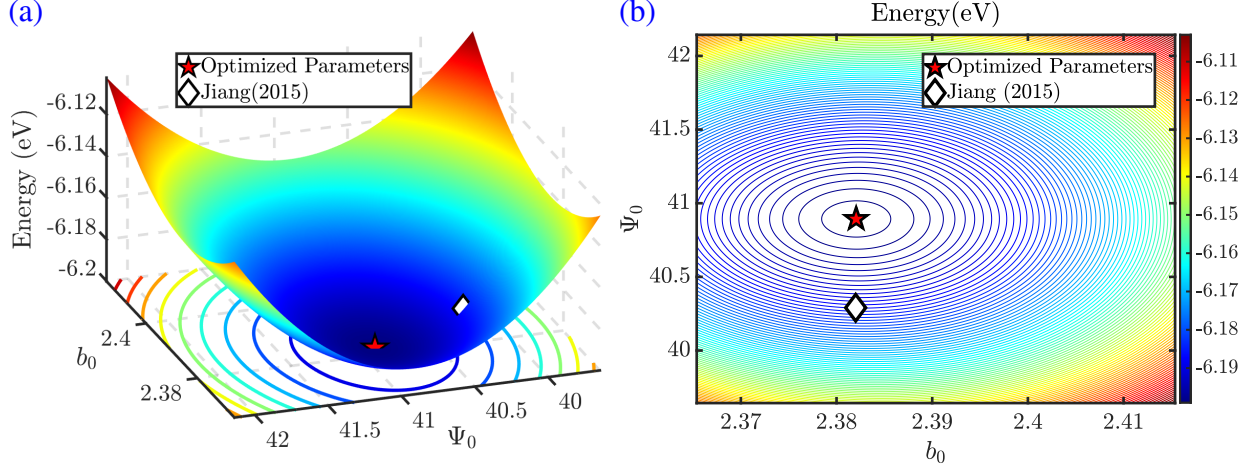 (a)
Optimized Parameters
Jiang(2015)
Energy (eV)
-6.12
-6.14
-6.16
-6.18
-6.2
2.4
2.38
b₀
42
41.5
41
40.5
40
Ψ₀
(b)
Energy(eV)
Optimized Parameters
Jiang (2015)
Ψ₀
42
41.5
41
40.5
40
2.37
2.38
2.39
2.4
2.41
b₀
-6.11
-6.12
-6.13
-6.14
-6.15
-6.16
-6.17
-6.18
-6.19